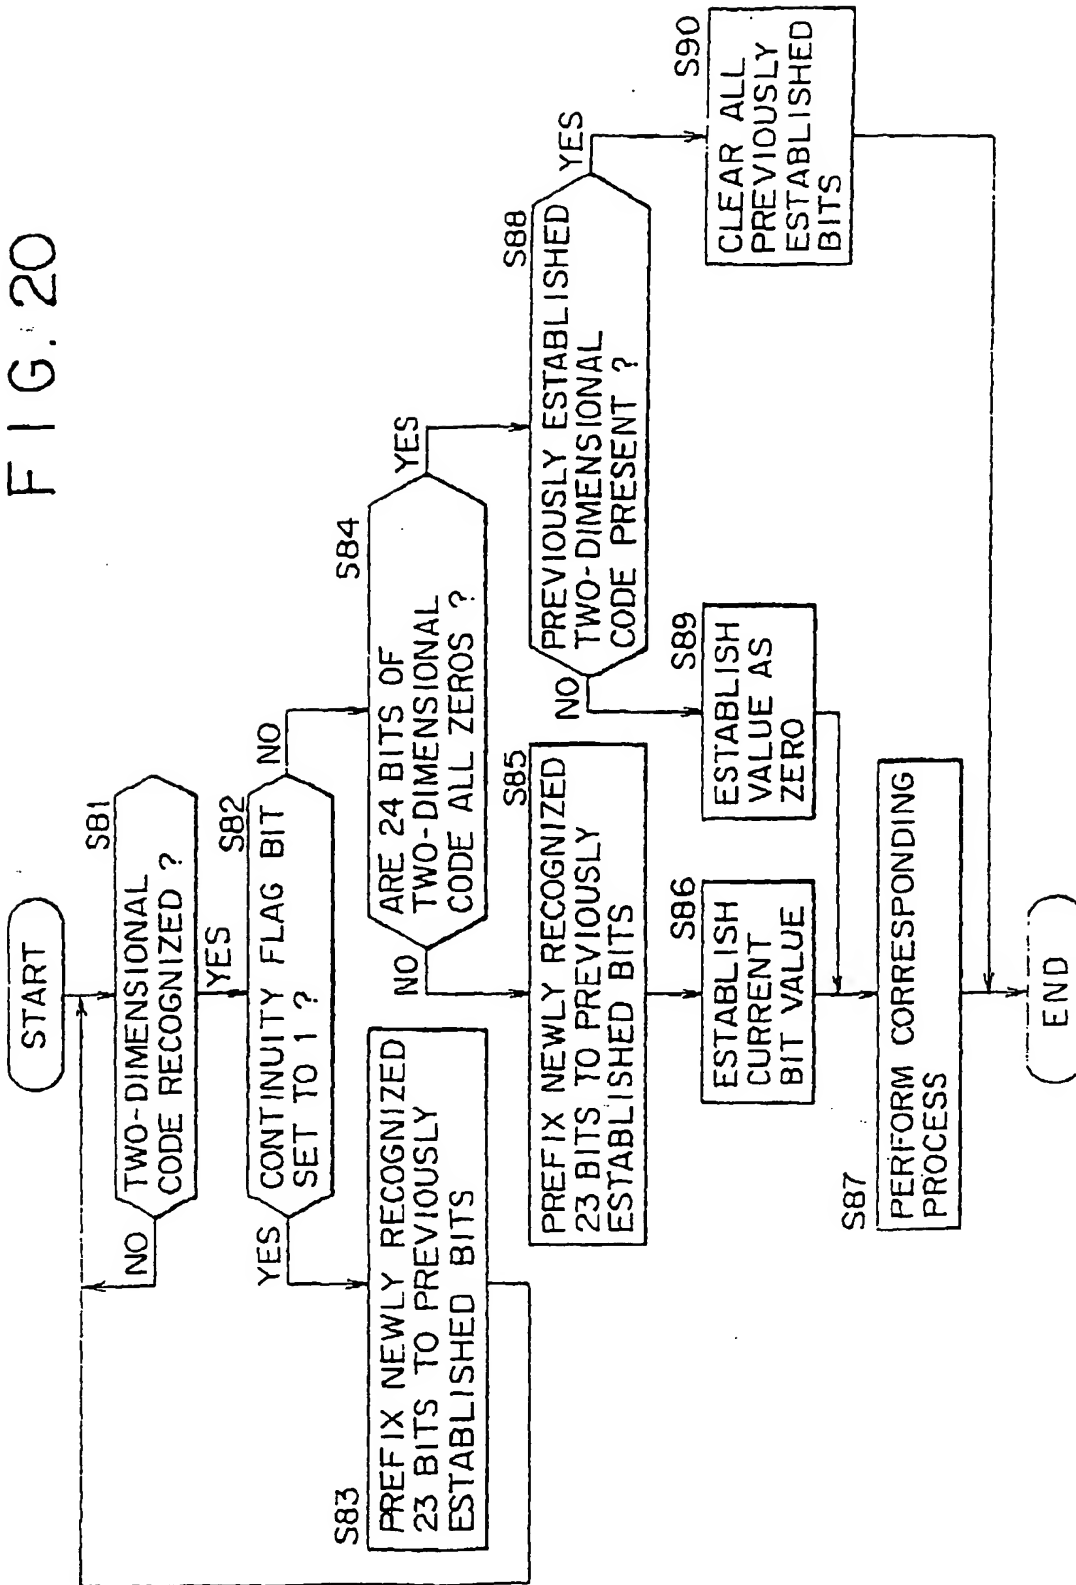 FIG. 20
START
S81
TWO-DIMENSIONAL
CODE RECOGNIZED ?
NO
YES
S82
CONTINUITY FLAG BIT
SET TO 1 ?
YES
NO
S83
PREFIX NEWLY RECOGNIZED
23 BITS TO PREVIOUSLY
ESTABLISHED BITS
S84
ARE 24 BITS OF
TWO-DIMENSIONAL
CODE ALL ZEROS ?
NO
YES
S85
PREFIX NEWLY RECOGNIZED
23 BITS TO PREVIOUSLY
ESTABLISHED BITS
S88
PREVIOUSLY ESTABLISHED
TWO-DIMENSIONAL
CODE PRESENT ?
NO
YES
S86
ESTABLISH
CURRENT
BIT VALUE
S89
ESTABLISH
VALUE AS
ZERO
S90
CLEAR ALL
PREVIOUSLY
ESTABLISHED
BITS
S87
PERFORM CORRESPONDING
PROCESS
END